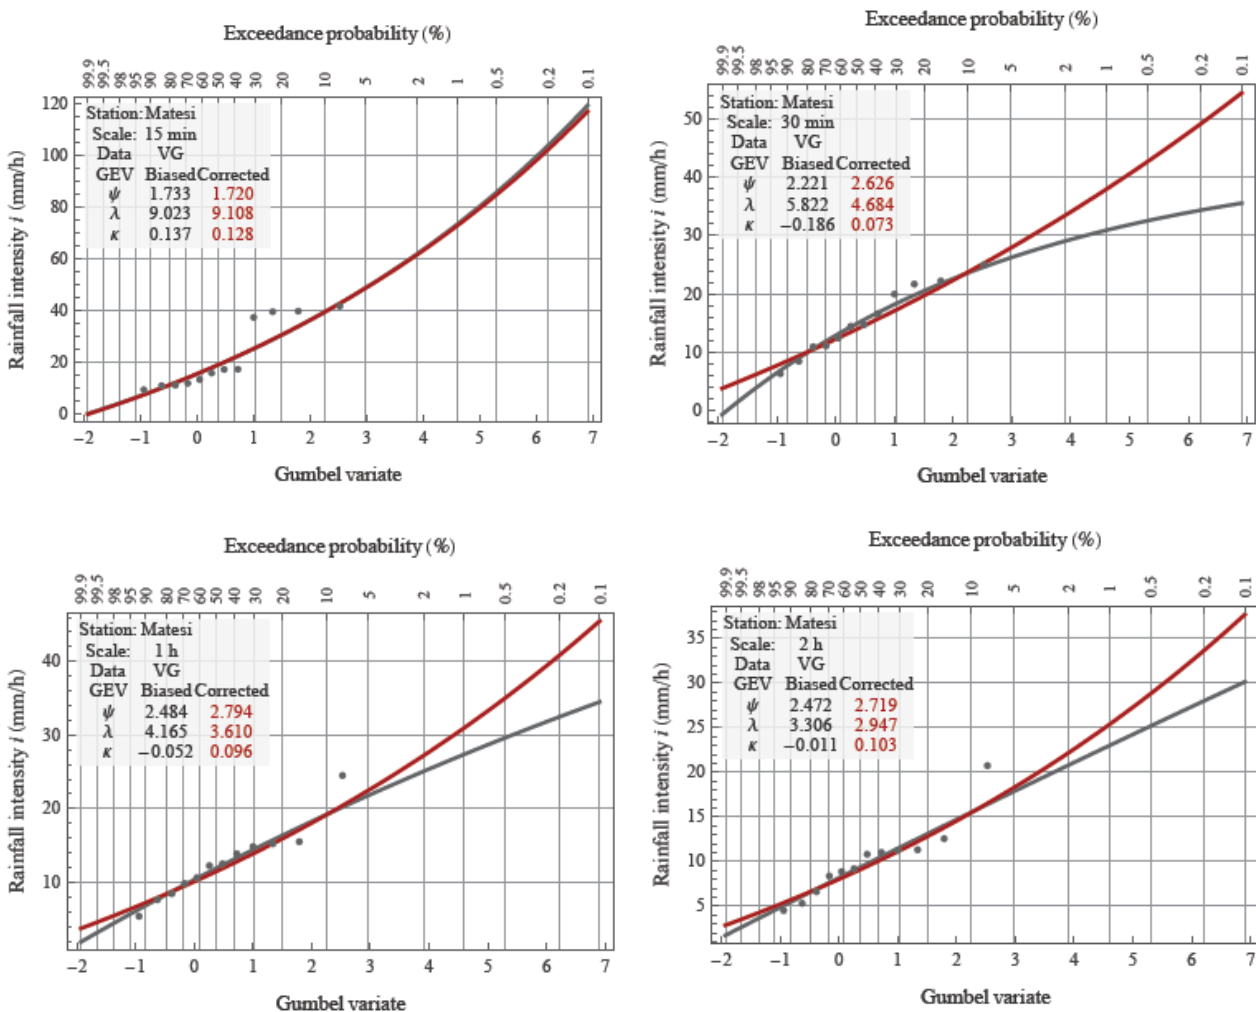 Exceedance probability (%)
99.9 99.5 98 95 90 80 70 60 50 40 30 20 10 5 2 1 0.5 0.2 0.1
Station: Matesi
Scale: 15 min
Data VG
GEV Biased Corrected
ψ 1.733 1.720
λ 9.023 9.108
κ 0.137 0.128
120
100
80
60
40
20
0
Rainfall intensity i (mm/h)
−2 −1 0 1 2 3 4 5 6 7
Gumbel variate
Exceedance probability (%)
99.9 99.5 98 95 90 80 70 60 50 40 30 20 10 5 2 1 0.5 0.2 0.1
Station: Matesi
Scale: 30 min
Data VG
GEV Biased Corrected
ψ 2.221 2.626
λ 5.822 4.684
κ −0.186 0.073
50
40
30
20
10
0
Rainfall intensity i (mm/h)
−2 −1 0 1 2 3 4 5 6 7
Gumbel variate
Exceedance probability (%)
99.9 99.5 98 95 90 80 70 60 50 40 30 20 10 5 2 1 0.5 0.2 0.1
Station: Matesi
Scale: 1 h
Data VG
GEV Biased Corrected
ψ 2.484 2.794
λ 4.165 3.610
κ −0.052 0.096
40
30
20
10
Rainfall intensity i (mm/h)
−2 −1 0 1 2 3 4 5 6 7
Gumbel variate
Exceedance probability (%)
99.9 99.5 98 95 90 80 70 60 50 40 30 20 10 5 2 1 0.5 0.2 0.1
Station: Matesi
Scale: 2 h
Data VG
GEV Biased Corrected
ψ 2.472 2.719
λ 3.306 2.947
κ −0.011 0.103
35
30
25
20
15
10
5
Rainfall intensity i (mm/h)
−2 −1 0 1 2 3 4 5 6 7
Gumbel variate